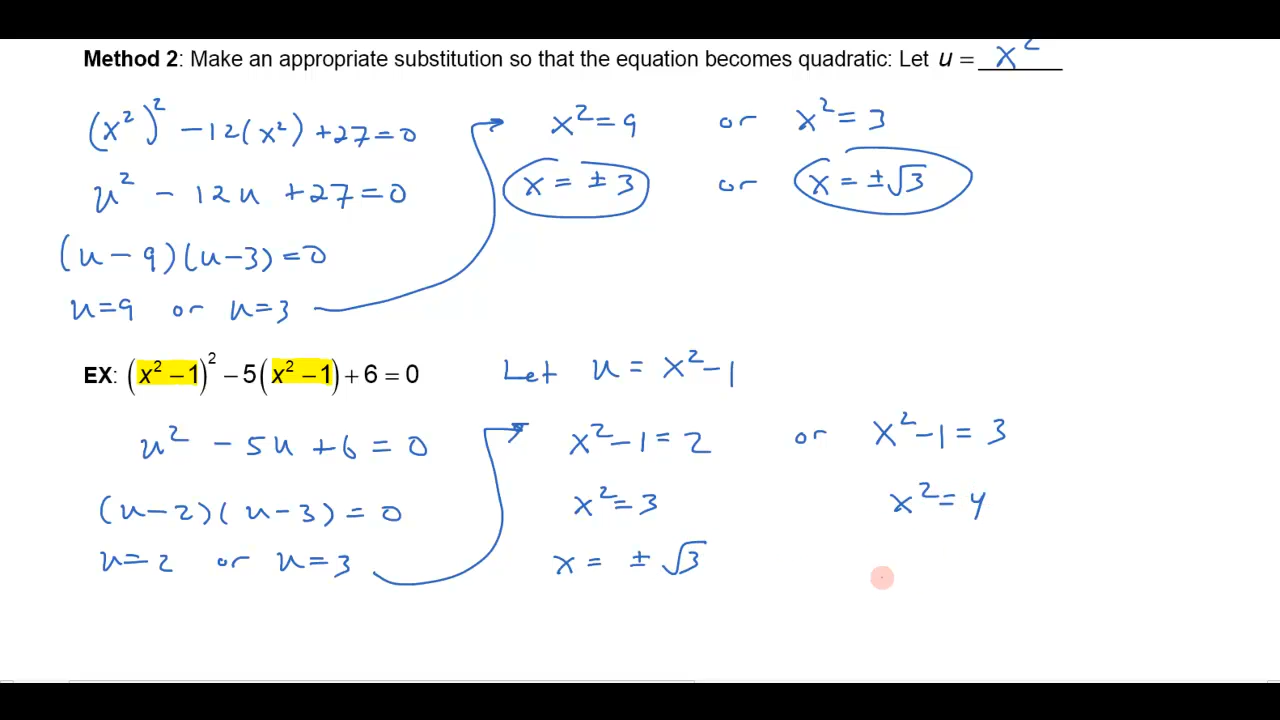 Method 2: Make an appropriate substitution so that the equation becomes quadratic: Let u = x²
(x²)² - 12(x²) + 27 = 0
u² - 12u + 27 = 0
(u - 9)(u - 3) = 0
u = 9 or u = 3
x² = 9 or x² = 3
x = ± 3 or x = ± √3
EX: (x² − 1)² − 5(x² − 1) + 6 = 0 Let u = x² - 1
u² - 5u + 6 = 0
(u - 2)(u - 3) = 0
u = 2 or u = 3
x² - 1 = 2 or x² - 1 = 3
x² = 3 x² = 4
x = ± √3